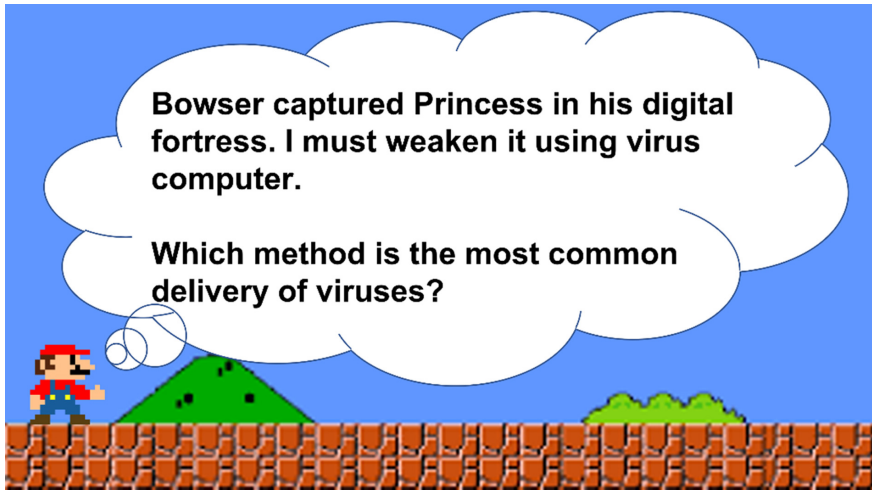 Bowser captured Princess in his digital
fortress. I must weaken it using virus
computer.
Which method is the most common
delivery of viruses?